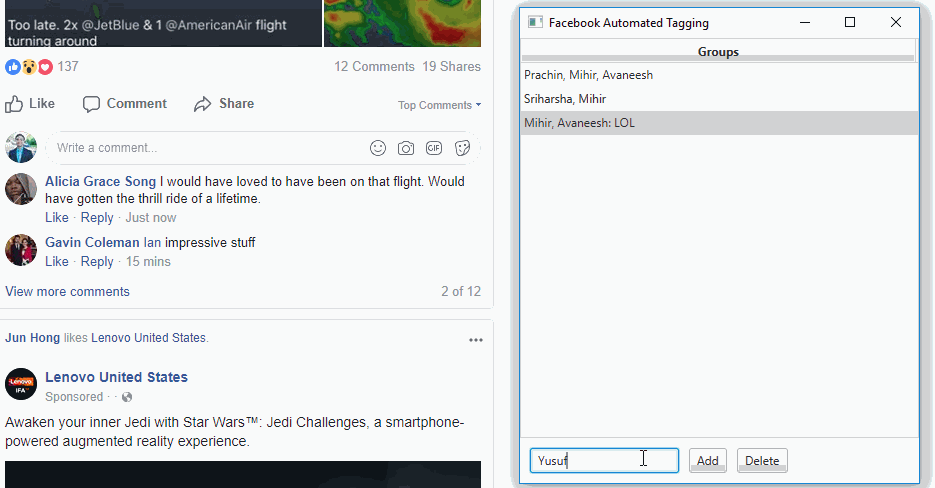 Too late. 2x @JetBlue & 1 @AmericanAir flight
turning around
137
12 Comments 19 Shares
Like Comment Share
Top Comments
Write a comment...
GIF
Alicia Grace Song I would have loved to have been on that flight. Would
have gotten the thrill ride of a lifetime.
Like · Reply · Just now
Gavin Coleman Ian impressive stuff
Like · Reply · 15 mins
View more comments
2 of 12
Jun Hong likes Lenovo United States.
Lenovo
IFA
Lenovo United States
Sponsored · ·
Awaken your inner Jedi with Star Wars™: Jedi Challenges, a smartphone-
powered augmented reality experience.
Facebook Automated Tagging
Groups
Prachin, Mihir, Avaneesh
Sriharsha, Mihir
Mihir, Avaneesh: LOL
Yusuf
Add
Delete